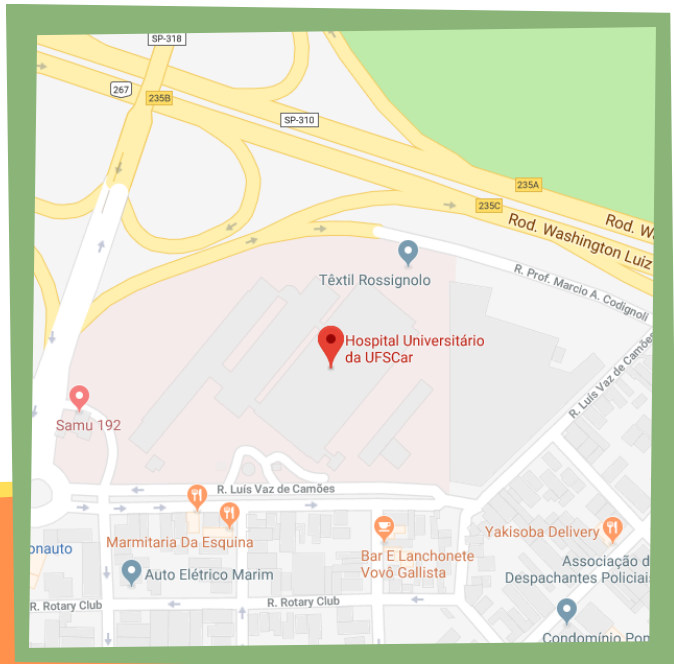 SP-318
267
235B
SP-310
235A
235C
Rod. W
Rod. Washington Luiz
R. Prof. Marcio A. Codignoli
Têxtil Rossignolo
Hospital Universitário
da UFSCar
R. Luís Vaz de Camões
Samu 192
R. Luís Vaz de Camões
Marmitaria Da Esquina
Bar E Lanchonete
Vovô Gallista
Yakisoba Delivery
onauto
Auto Elétrico Marim
Associação d
Despachantes Policiai
R. Rotary Club
R. Rotary Club
Condomínio Pom